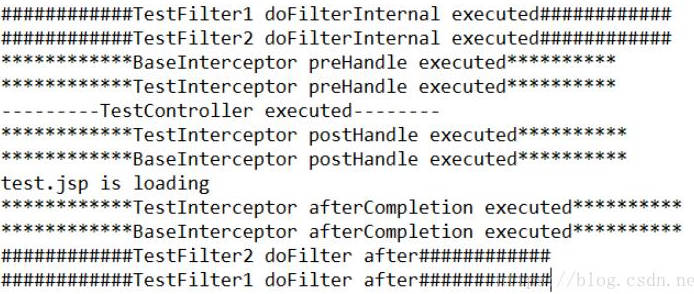 ############TestFilter1 doFilterInternal executed############
############TestFilter2 doFilterInternal executed############
************BaseInterceptor preHandle executed**********
************TestInterceptor preHandle executed**********
---------TestController executed--------
************TestInterceptor postHandle executed**********
************BaseInterceptor postHandle executed**********
test.jsp is loading
************TestInterceptor afterCompletion executed**********
************BaseInterceptor afterCompletion executed**********
############TestFilter2 doFilter after############
############TestFilter1 doFilter after############
//blog.csdn.ne